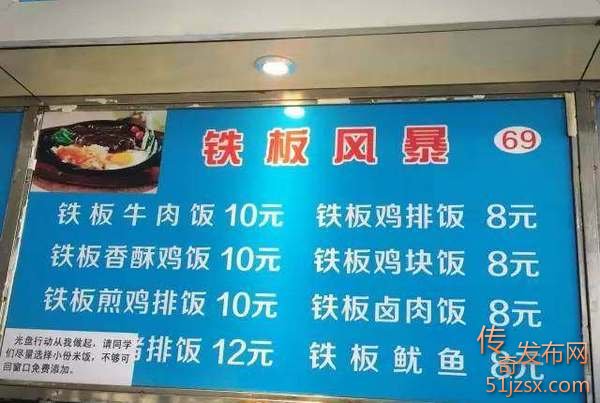 铁板风暴 69
铁板牛肉饭 10元 铁板鸡排饭 8元
铁板香酥鸡饭 10元 铁板鸡块饭 8元
铁板煎鸡排饭 10元 铁板卤肉饭 8元
排饭 12元 铁板鱿鱼 8元
光盘行动从我做起，请同学
们尽量选择小份米饭，不够可
回窗口免费添加。
传奇发布网
51jzsx.com